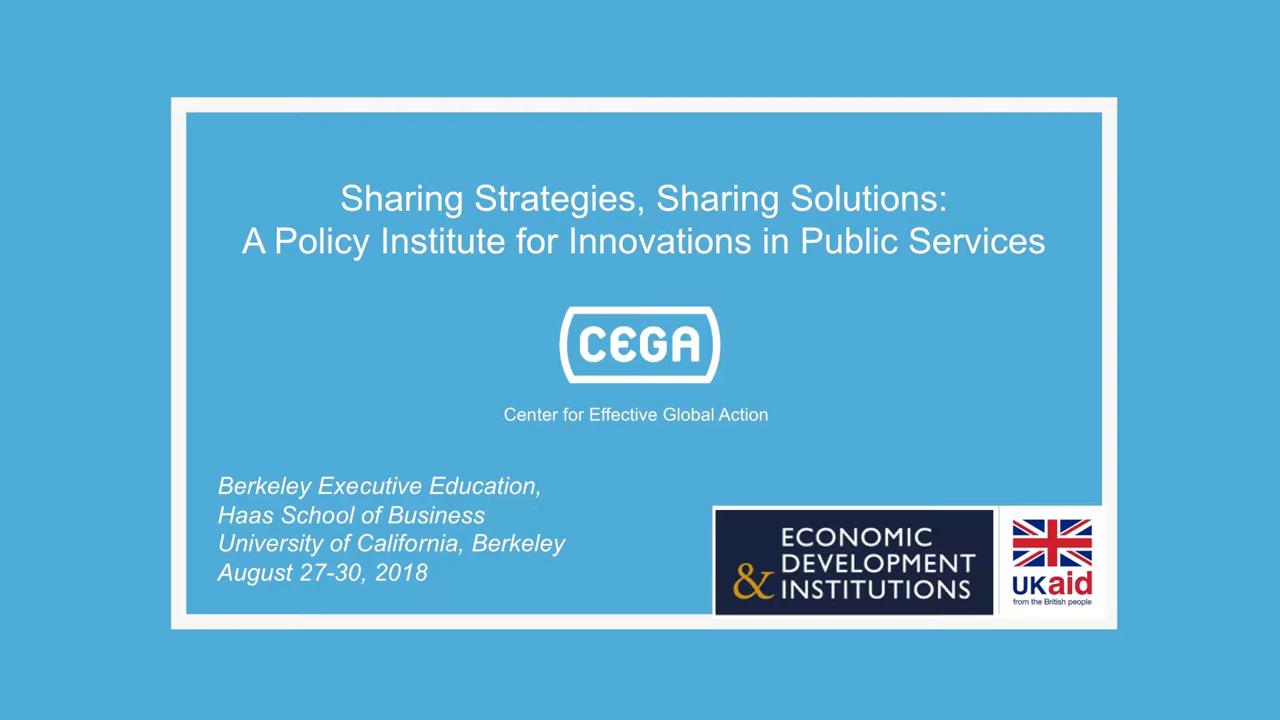 Sharing Strategies, Sharing Solutions:
A Policy Institute for Innovations in Public Services
CEGA
Center for Effective Global Action
Berkeley Executive Education,
Haas School of Business
University of California, Berkeley
August 27-30, 2018
ECONOMIC
DEVELOPMENT
& INSTITUTIONS
UKaid
from the British people